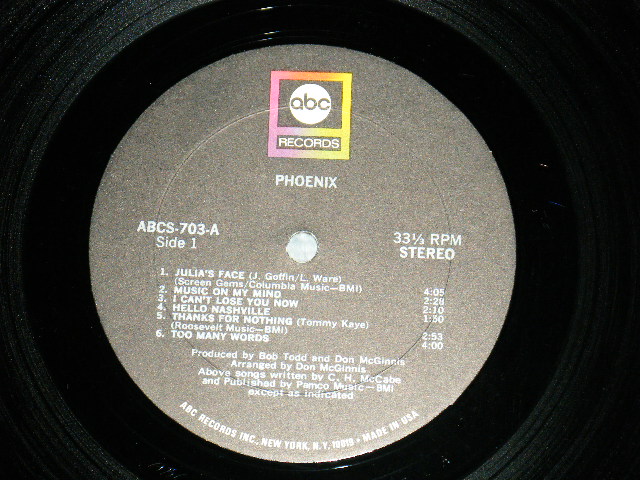 abc
RECORDS
PHOENIX
ABCS-703-A
Side 1
33⅓ RPM
STEREO
1. JULIA'S FACE (J. Goffin/L. Ware)
(Screen Gems/Columbia Music—BMI) 4:05
2. MUSIC ON MY MIND 2:28
3. I CAN'T LOSE YOU NOW 2:10
4. HELLO NASHVILLE 1:50
5. THANKS FOR NOTHING (Tommy Kaye)
(Roosevelt Music—BMI) 2:53
6. TOO MANY WORDS 4:00
Produced by Bob Todd and Don McGinnis
Arranged by Don McGinnis
Above songs written by C. H. McCabe
and Published by Pamco Music — BMI
except as indicated
ABC RECORDS INC., NEW YORK, N.Y. 10019 • MADE IN USA